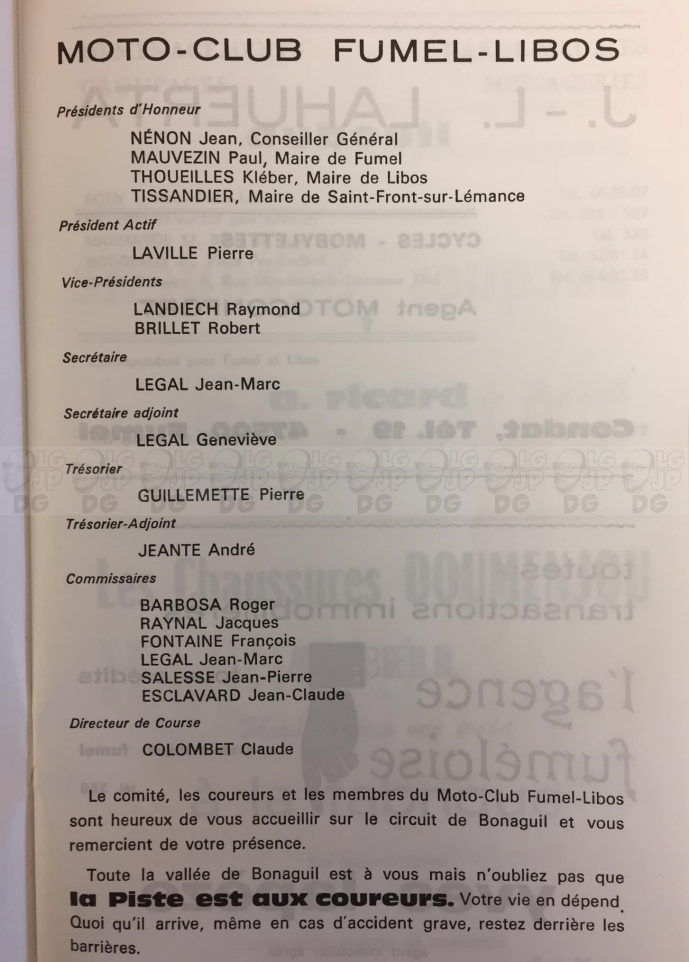 MOTO-CLUB FUMEL-LIBOS
Présidents d'Honneur
NÉNON Jean, Conseiller Général
MAUVEZIN Paul, Maire de Fumel
THOUEILLES Kléber, Maire de Libos
TISSANDIER, Maire de Saint-Front-sur-Lémance
Président Actif
LAVILLE Pierre
Vice-Présidents
LANDIECH Raymond
BRILLET Robert
Secrétaire
LEGAL Jean-Marc
Secrétaire adjoint
LEGAL Geneviève
Trésorier
GUILLEMETTE Pierre
Trésorier-Adjoint
JEANTE André
Commissaires
BARBOSA Roger
RAYNAL Jacques
FONTAINE François
LEGAL Jean-Marc
SALESSE Jean-Pierre
ESCLAVARD Jean-Claude
Directeur de Course
COLOMBET Claude
Le comité, les coureurs et les membres du Moto-Club Fumel-Libos
sont heureux de vous accueillir sur le circuit de Bonaguil et vous
remercient de votre présence.
Toute la vallée de Bonaguil est à vous mais n'oubliez pas que
la Piste est aux coureurs. Votre vie en dépend.
Quoi qu'il arrive, même en cas d'accident grave, restez derrière les
barrières.